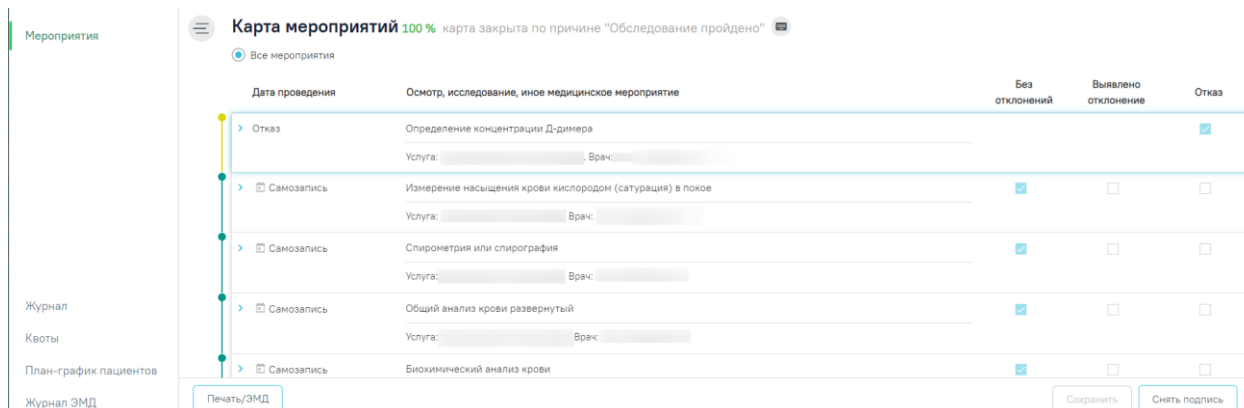 Мероприятия
Карта мероприятий 100 % карта закрыта по причине "Обследование пройдено"
Все мероприятия
Дата проведения Осмотр, исследование, иное медицинское мероприятие Без отклонений Выявлено отклонение Отказ
Отказ Определение концентрации Д-димера
Услуга: . Врач:
Самозапись Измерение насыщения крови кислородом (сатурация) в покое
Услуга: Врач:
Самозапись Спирометрия или спирография
Услуга: Врач:
Журнал
Самозапись Общий анализ крови развернутый
Квоты
Услуга: Врач:
План-график пациентов
Самозапись Биохимический анализ крови
Журнал ЭМД
Печать/ЭМД Сохранить Снять подпись